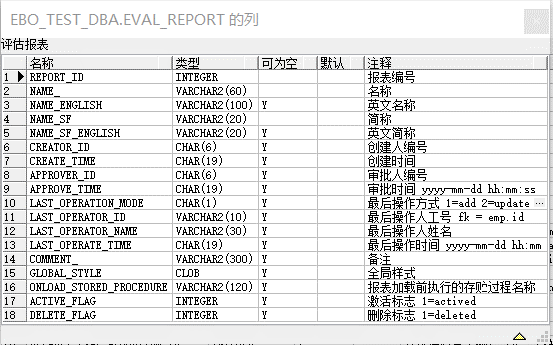 EBO_TEST_DBA.EVAL_REPORT 的列
评估报表
名称 类型 可为空 默认 注释
1 REPORT_ID INTEGER 报表编号
2 NAME_ VARCHAR2(60) 名称
3 NAME_ENGLISH VARCHAR2(100) Y 英文名称
4 NAME_SF VARCHAR2(20) 简称
5 NAME_SF_ENGLISH VARCHAR2(20) Y 英文简称
6 CREATOR_ID CHAR(6) Y 创建人编号
7 CREATE_TIME CHAR(19) Y 创建时间
8 APPROVER_ID CHAR(6) Y 审批人编号
9 APPROVE_TIME CHAR(19) Y 审批时间 yyyy-mm-dd hh:mm:ss
10 LAST_OPERATION_MODE CHAR(1) Y 最后操作方式 1=add 2=update ...
11 LAST_OPERATOR_ID VARCHAR2(10) Y 最后操作人工号 fk = emp.id
12 LAST_OPERATOR_NAME VARCHAR2(30) Y 最后操作人姓名
13 LAST_OPERATE_TIME CHAR(19) Y 最后操作时间 yyyy-mm-dd hh:mm
14 COMMENT_ VARCHAR2(300) Y 备注
15 GLOBAL_STYLE CLOB Y 全局样式
16 ONLOAD_STORED_PROCEDURE VARCHAR2(120) Y 报表加载前执行的存贮过程名称
17 ACTIVE_FLAG INTEGER Y 激活标志 1=actived
18 DELETE_FLAG INTEGER Y 删除标志 1=deleted